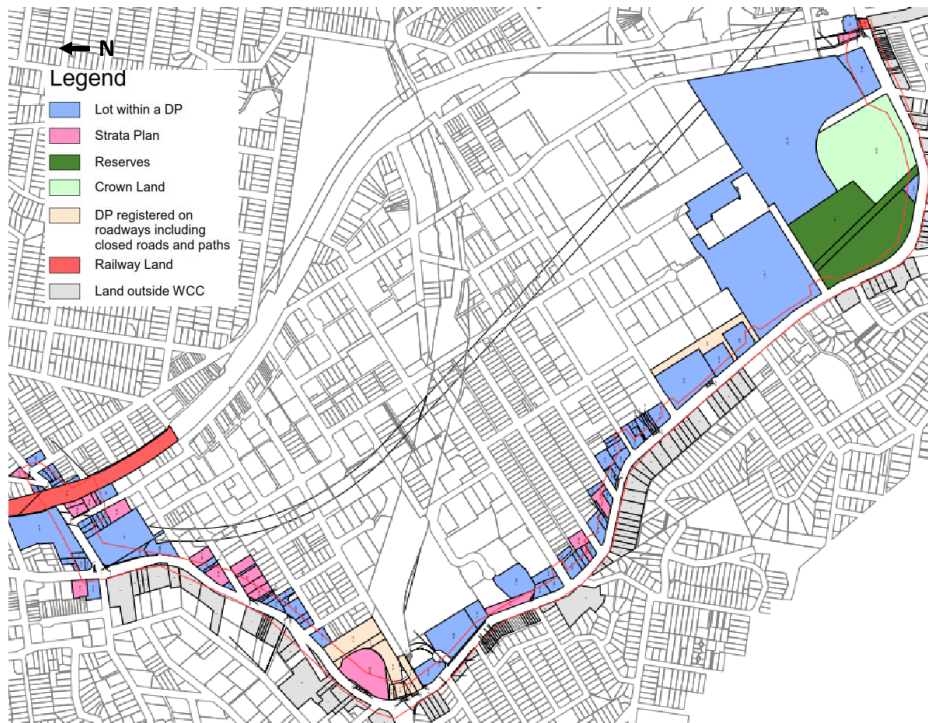 N
Legend
Lot within a DP
Strata Plan
Reserves
Crown Land
DP registered on
roadways including
closed roads and paths
Railway Land
Land outside WCC